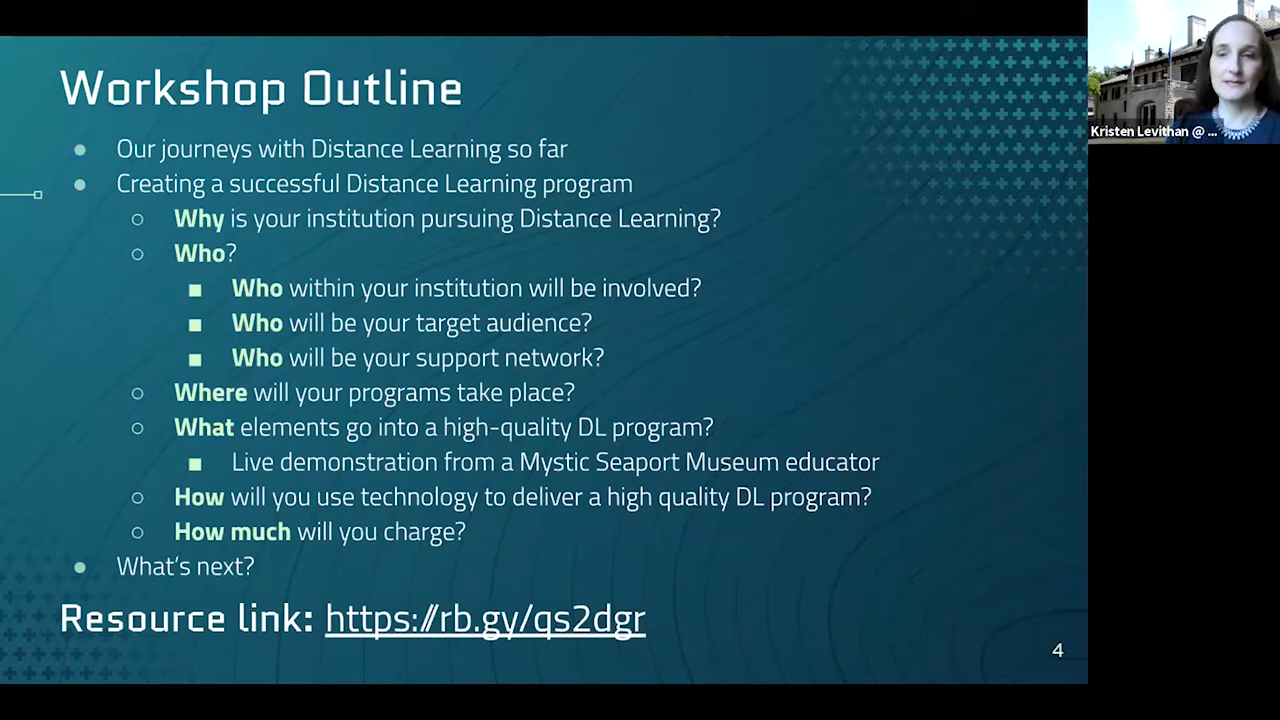 Workshop Outline
Our journeys with Distance Learning so far
Creating a successful Distance Learning program
Why is your institution pursuing Distance Learning?
Who?
Who within your institution will be involved?
Who will be your target audience?
Who will be your support network?
Where will your programs take place?
What elements go into a high-quality DL program?
Live demonstration from a Mystic Seaport Museum educator
How will you use technology to deliver a high quality DL program?
How much will you charge?
What's next?
Resource link: https://rb.gy/qs2dgr
4
Kristen Levithan @ ...